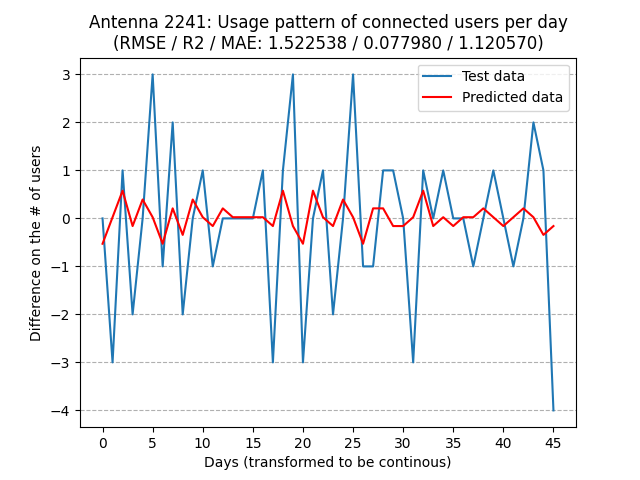 Antenna 2241: Usage pattern of connected users per day
(RMSE / R2 / MAE: 1.522538 / 0.077980 / 1.120570)
Test data
Predicted data
Difference on the # of users
3
2
1
0
−1
−2
−3
−4
0 5 10 15 20 25 30 35 40 45
Days (transformed to be continous)